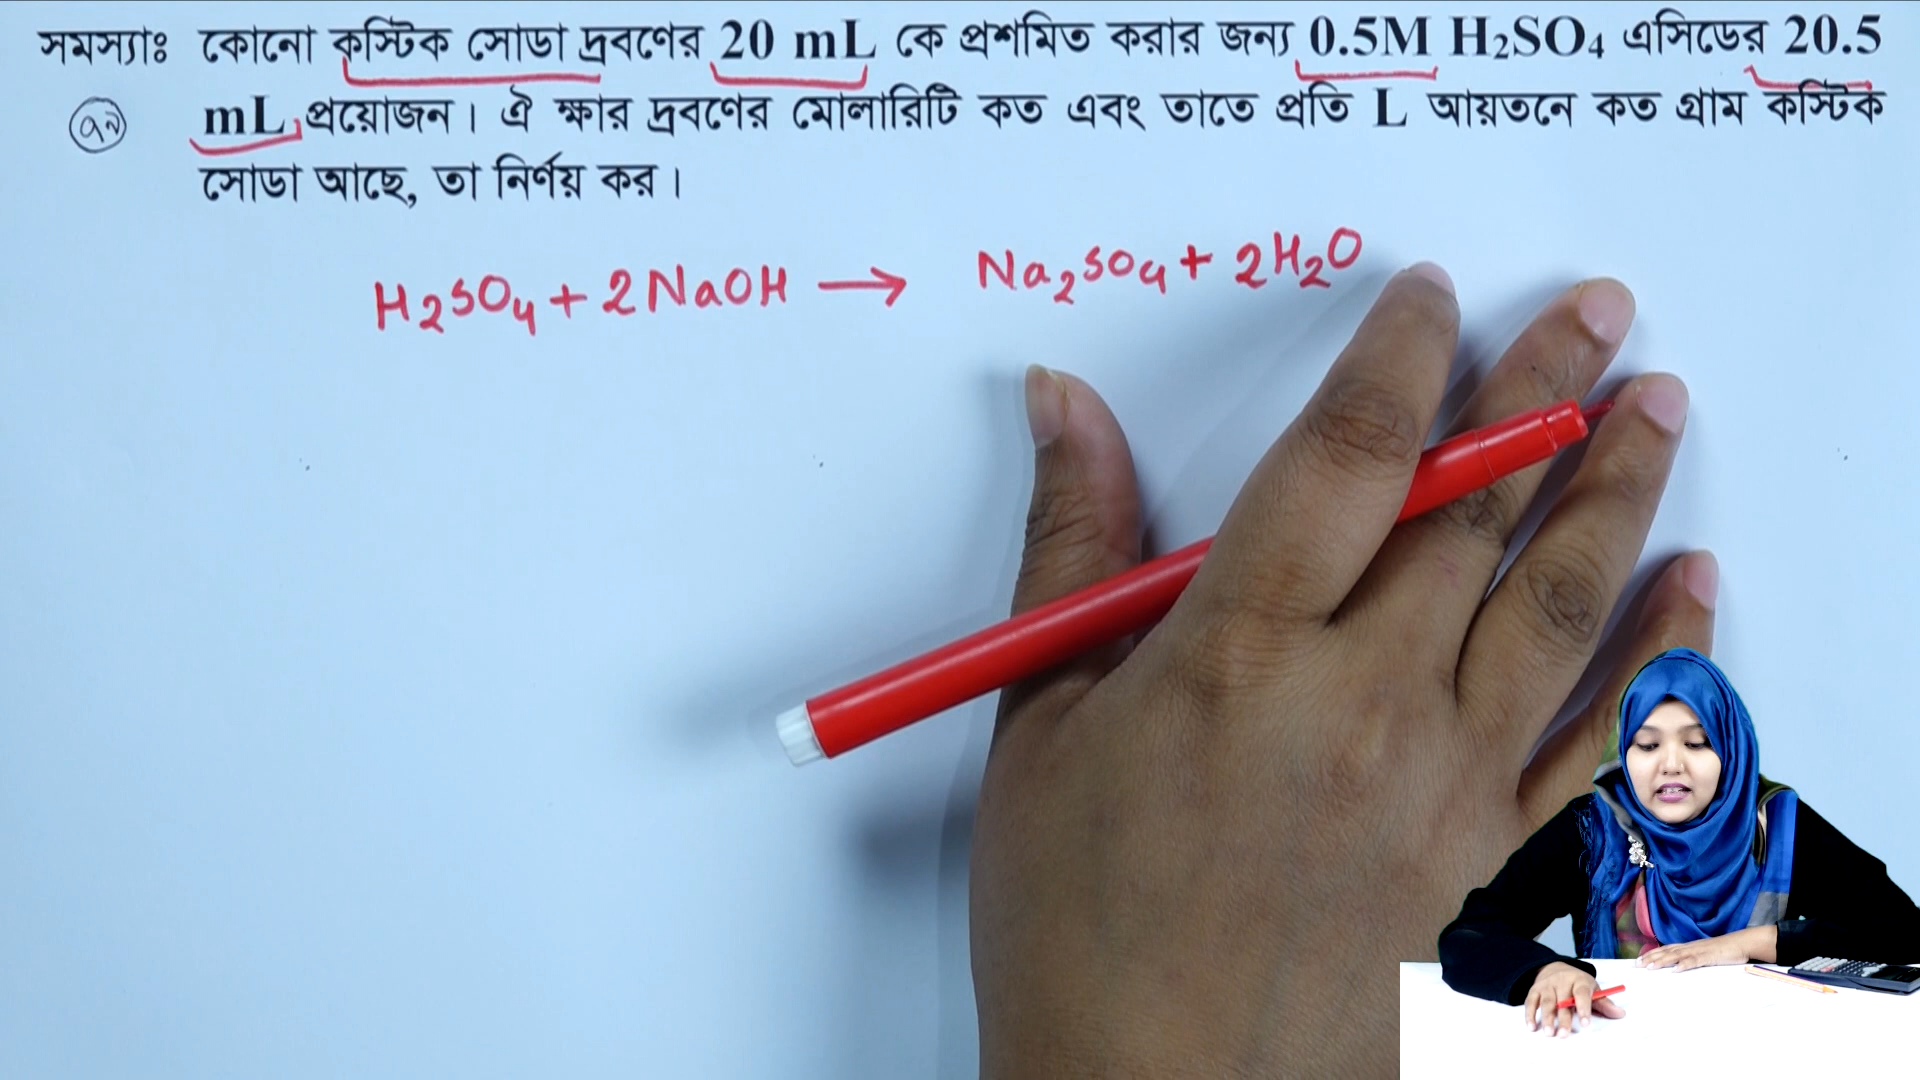 সমস্যাঃ কোনো কস্টিক সোডা দ্রবণের 20 mL কে প্রশমিত করার জন্য 0.5M H₂SO₄ এসিডের 20.5
mL প্রয়োজন। ঐ ক্ষার দ্রবণের মোলারিটি কত এবং তাতে প্রতি L আয়তনে কত গ্রাম কস্টিক
সোডা আছে, তা নির্ণয় কর।
H₂SO₄ + 2NaOH → Na₂SO₄ + 2H₂O